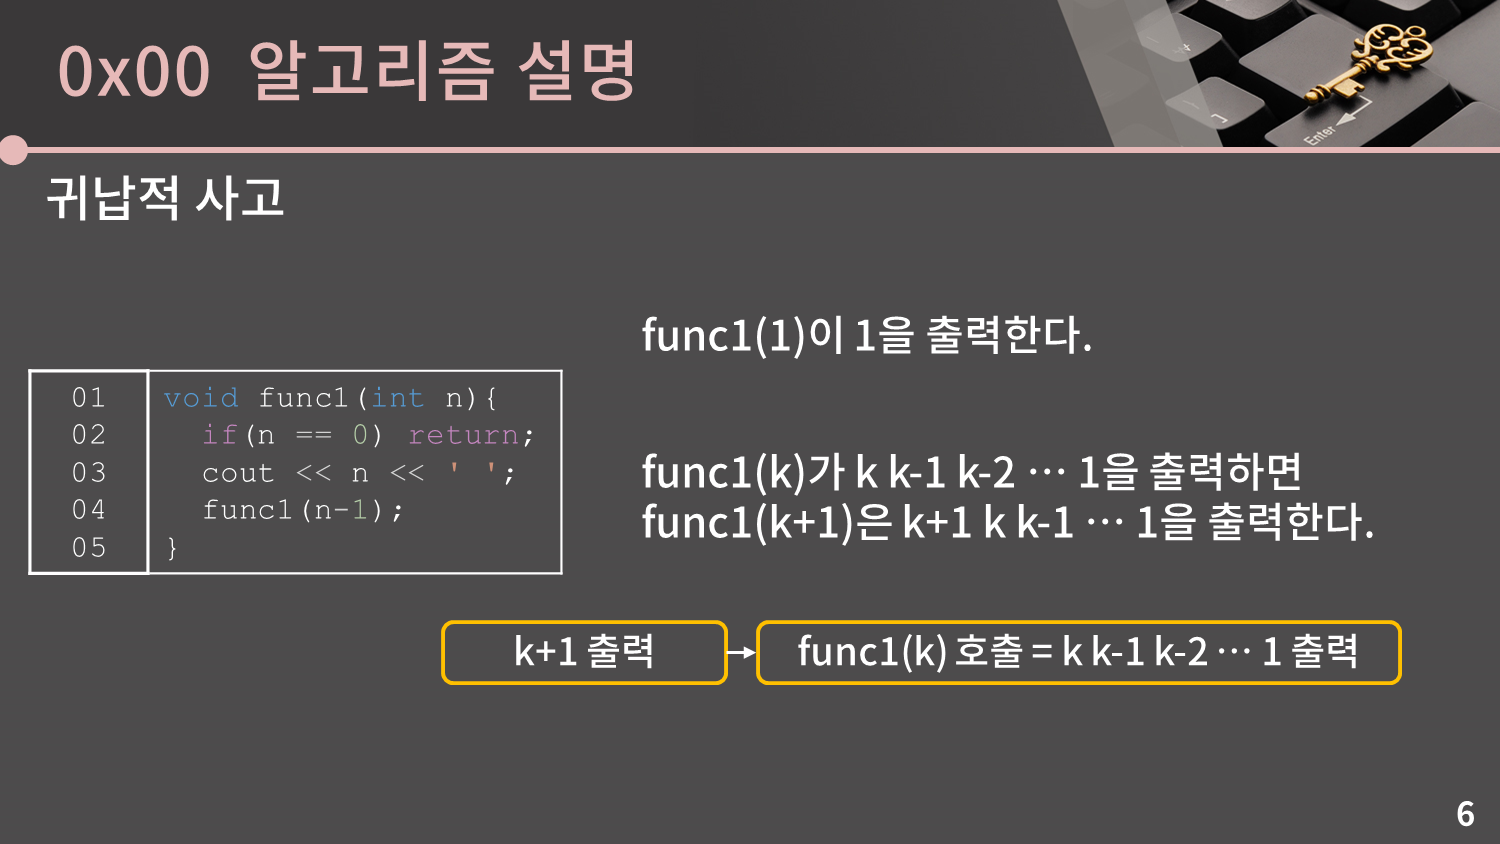 0x00 알고리즘 설명
Enter
귀납적 사고
func1(1)이 1을 출력한다.
01 void func1(int n){
02   if(n == 0) return;
03   cout << n << ' ';
04   func1(n-1);
05 }
func1(k)가 k k-1 k-2 … 1을 출력하면
func1(k+1)은 k+1 k k-1 … 1을 출력한다.
k+1 출력
func1(k) 호출 = k k-1 k-2 … 1 출력
6